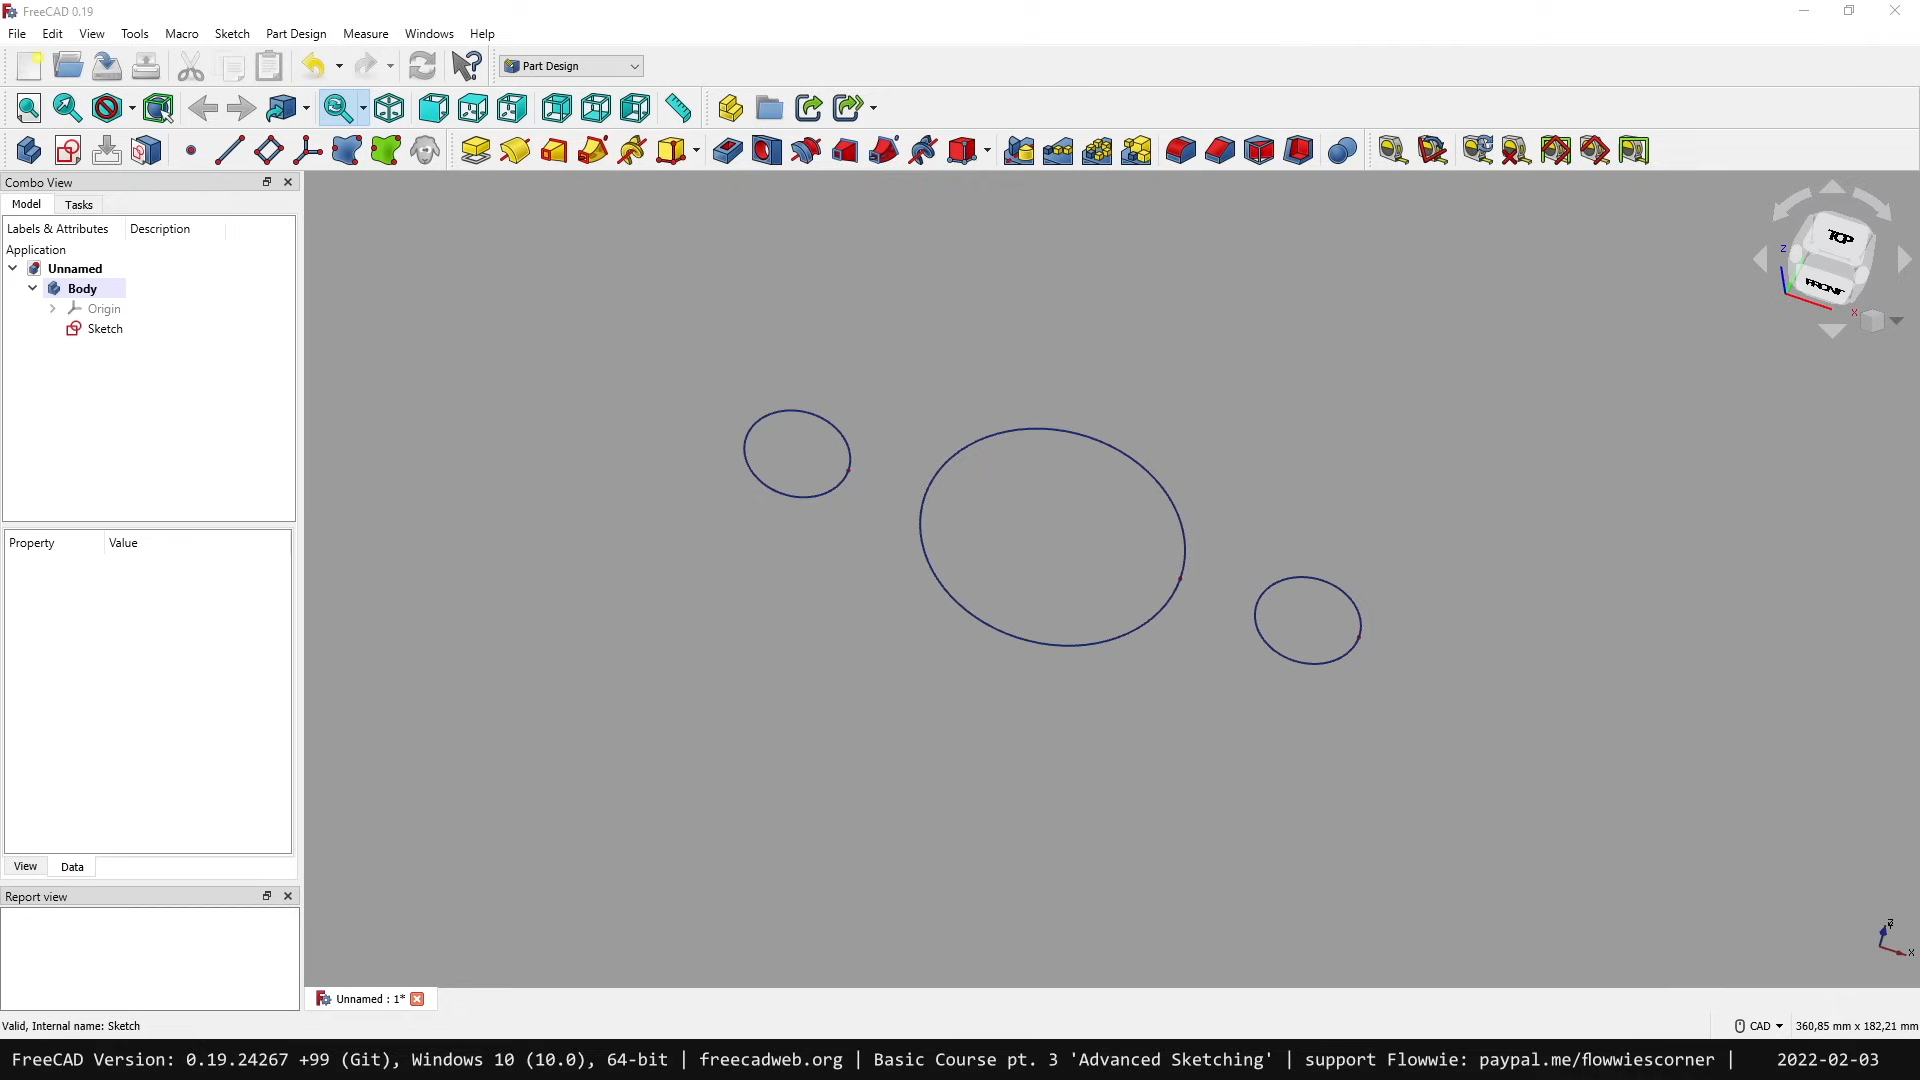 FreeCAD 0.19
File Edit View Tools Macro Sketch Part Design Measure Windows Help
Part Design
Combo View
Model Tasks
Labels & Attributes Description
Application
Unnamed
Body
Origin
Sketch
Property Value
View Data
Report view
TOP
FRONT
Z
X
Z
X
Unnamed : 1*
Valid, Internal name: Sketch
CAD 360,85 mm x 182,21 mm
FreeCAD Version: 0.19.24267 +99 (Git), Windows 10 (10.0), 64-bit | freecadweb.org | Basic Course pt. 3 'Advanced Sketching' | support Flowwie: paypal.me/flowwiescorner | 2022-02-03